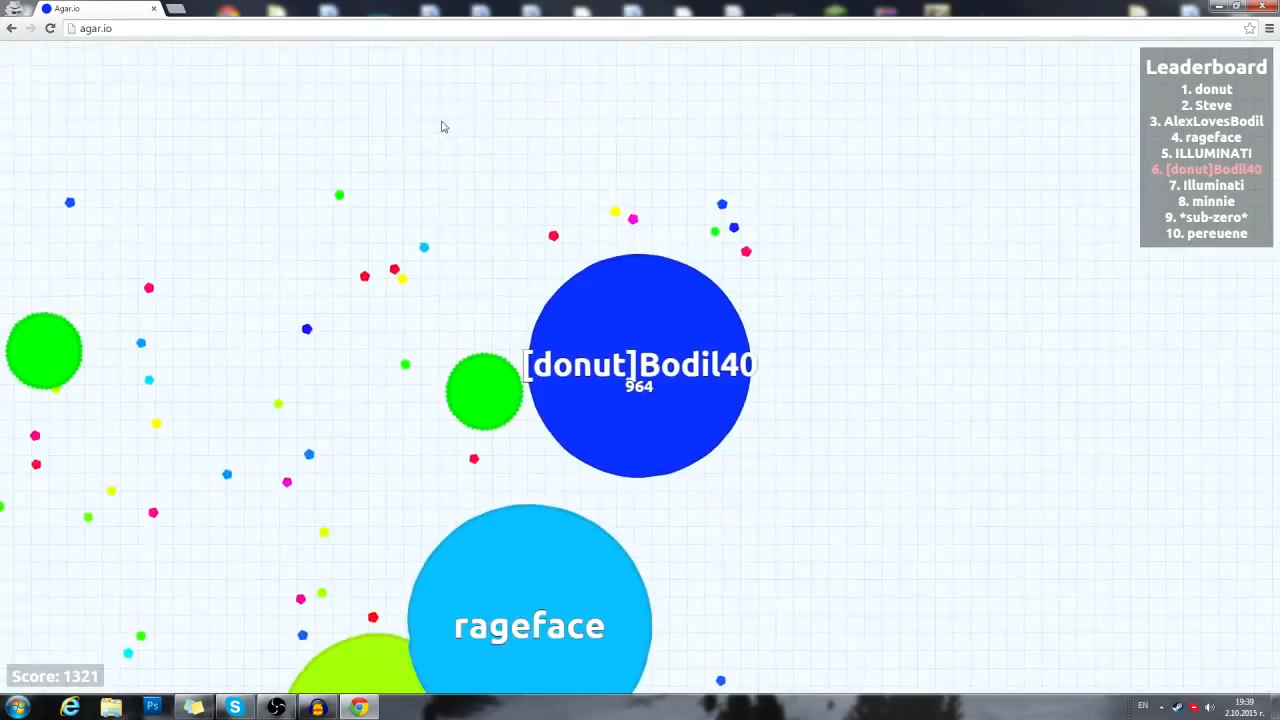 Agar.io
agar.io
Leaderboard
1. donut
2. Steve
3. AlexLovesBodil
4. rageface
5. ILLUMINATI
6. [donut]Bodil40
7. Illuminati
8. minnie
9. *sub-zero*
10. pereuene
[donut]Bodil40
964
rageface
Score: 1321
EN
19:39
2.10.2015 г.